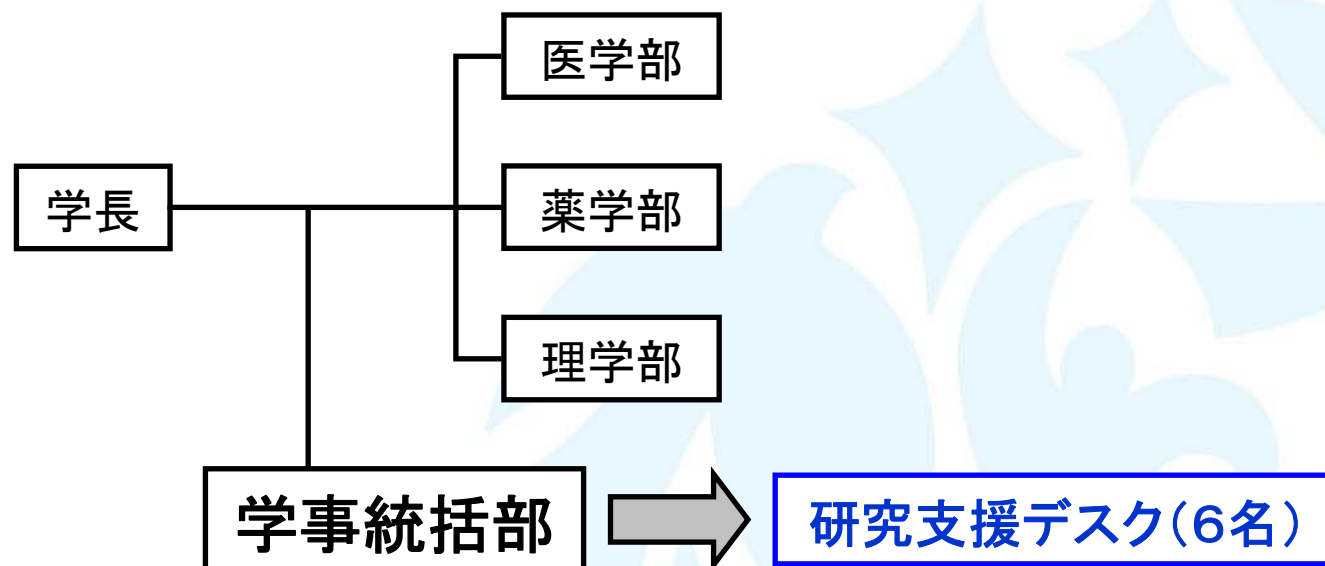 医学部
学長
薬学部
理学部
学事統括部
研究支援デスク(６名)